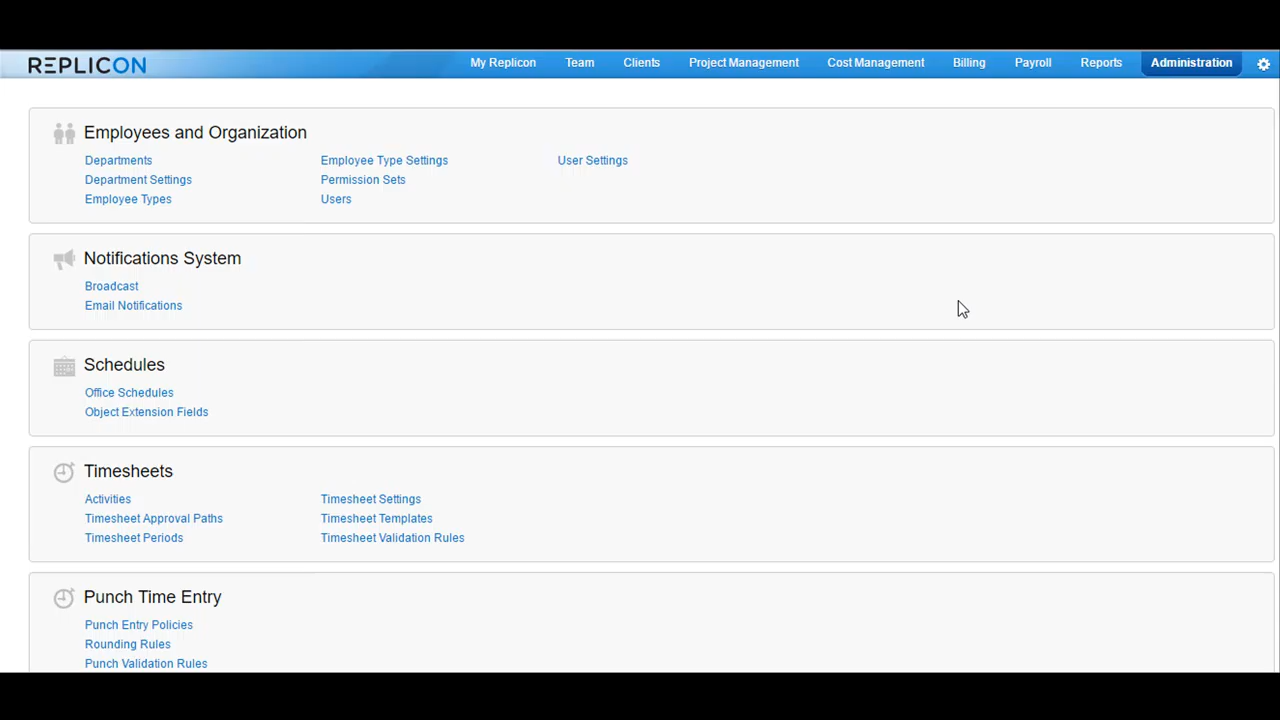 REPLICON
My Replicon Team Clients Project Management Cost Management Billing Payroll Reports Administration
Employees and Organization
Departments Employee Type Settings User Settings
Department Settings Permission Sets
Employee Types Users
Notifications System
Broadcast
Email Notifications
Schedules
Office Schedules
Object Extension Fields
Timesheets
Activities Timesheet Settings
Timesheet Approval Paths Timesheet Templates
Timesheet Periods Timesheet Validation Rules
Punch Time Entry
Punch Entry Policies
Rounding Rules
Punch Validation Rules